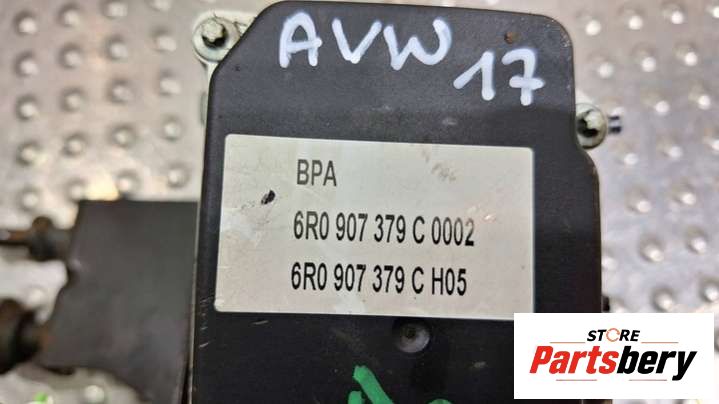 AVW 17
BPA
6R0 907 379 C 0002
6R0 907 379 C H05
STORE
Partsbery